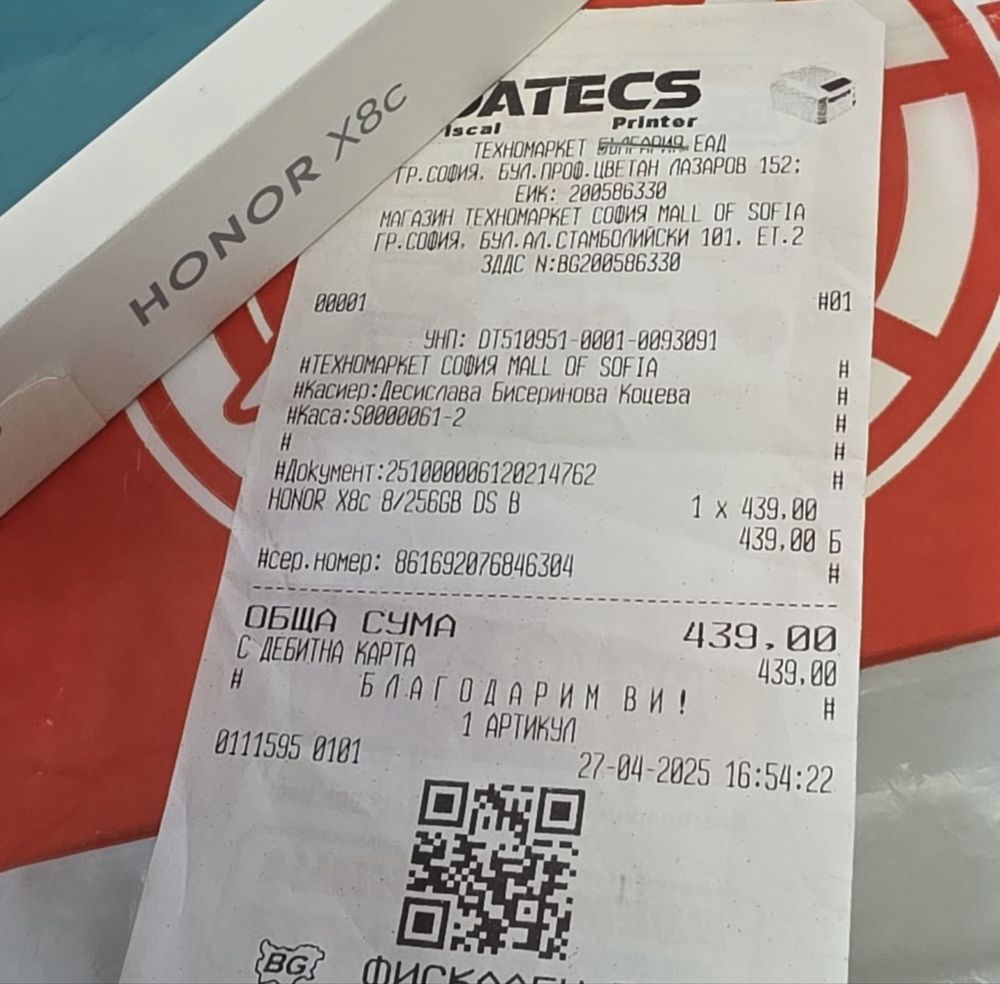 HONOR X8c
DATECS
Fiscal Printer
ТЕХНОМАРКЕТ БЪЛГАРИЯ ЕАД
ГР.СОФИЯ, БУЛ.ПРОФ.ЦВЕТАН ЛАЗАРОВ 152;
ЕИК: 200586330
МАГАЗИН ТЕХНОМАРКЕТ СОФИЯ MALL OF SOFIA
ГР.СОФИЯ, БУЛ.АЛ.СТАМБОЛИЙСКИ 101, ЕТ.2
ЗДДС N:BG200586330
00001 #01
УНП: DT510951-0001-0093091
#ТЕХНОМАРКЕТ СОФИЯ MALL OF SOFIA #
#Касиер:Десислава Бисеринова Коцева #
#Каса:S0000061-2 #
# #
#Документ:251000006120214762 #
HONOR X8c 8/256GB DS B 1 x 439,00
439,00 Б
#сер.номер: 861692076846304 #
ОБЩА СУМА 439,00
С ДЕБИТНА КАРТА 439,00
# БЛАГОДАРИМ ВИ! #
1 АРТИКУЛ
0111595 0101 27-04-2025 16:54:22
BG